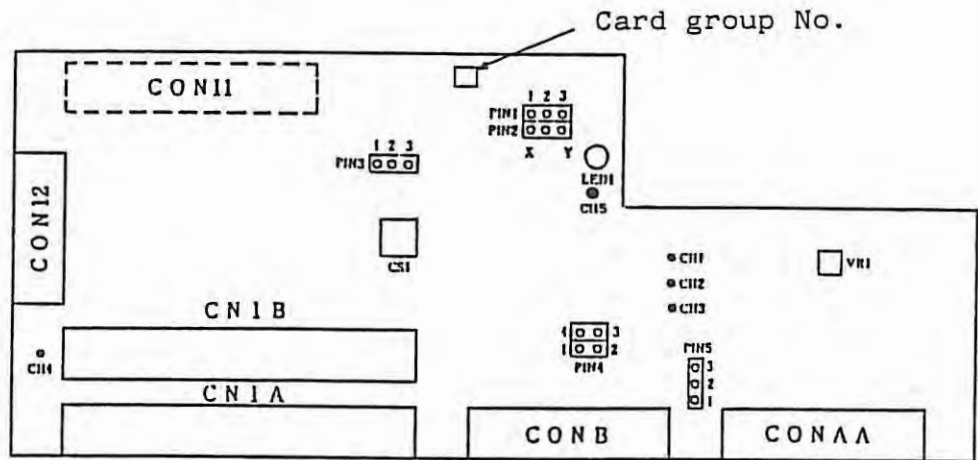 Card group No.
CON11
1 2 3
PIN1
PIN2
X Y
1 2 3
PIN3
LED1
CH5
CON12
CS1
CH1
VR1
CH2
CH3
CN1B
4 3
1 2
PIN4
PIN5
3
2
1
CH4
CN1A
CONB
CONAA